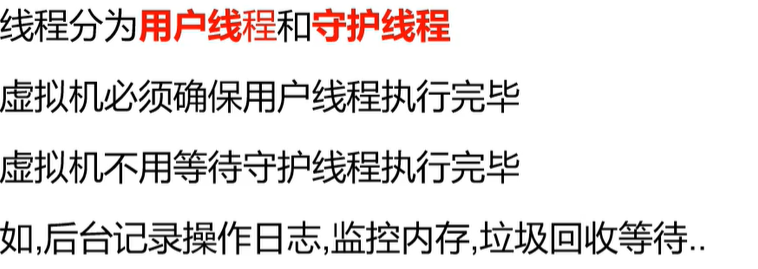 线程分为用户线程和守护线程
虚拟机必须确保用户线程执行完毕
虚拟机不用等待守护线程执行完毕
如,后台记录操作日志,监控内存,垃圾回收等待..